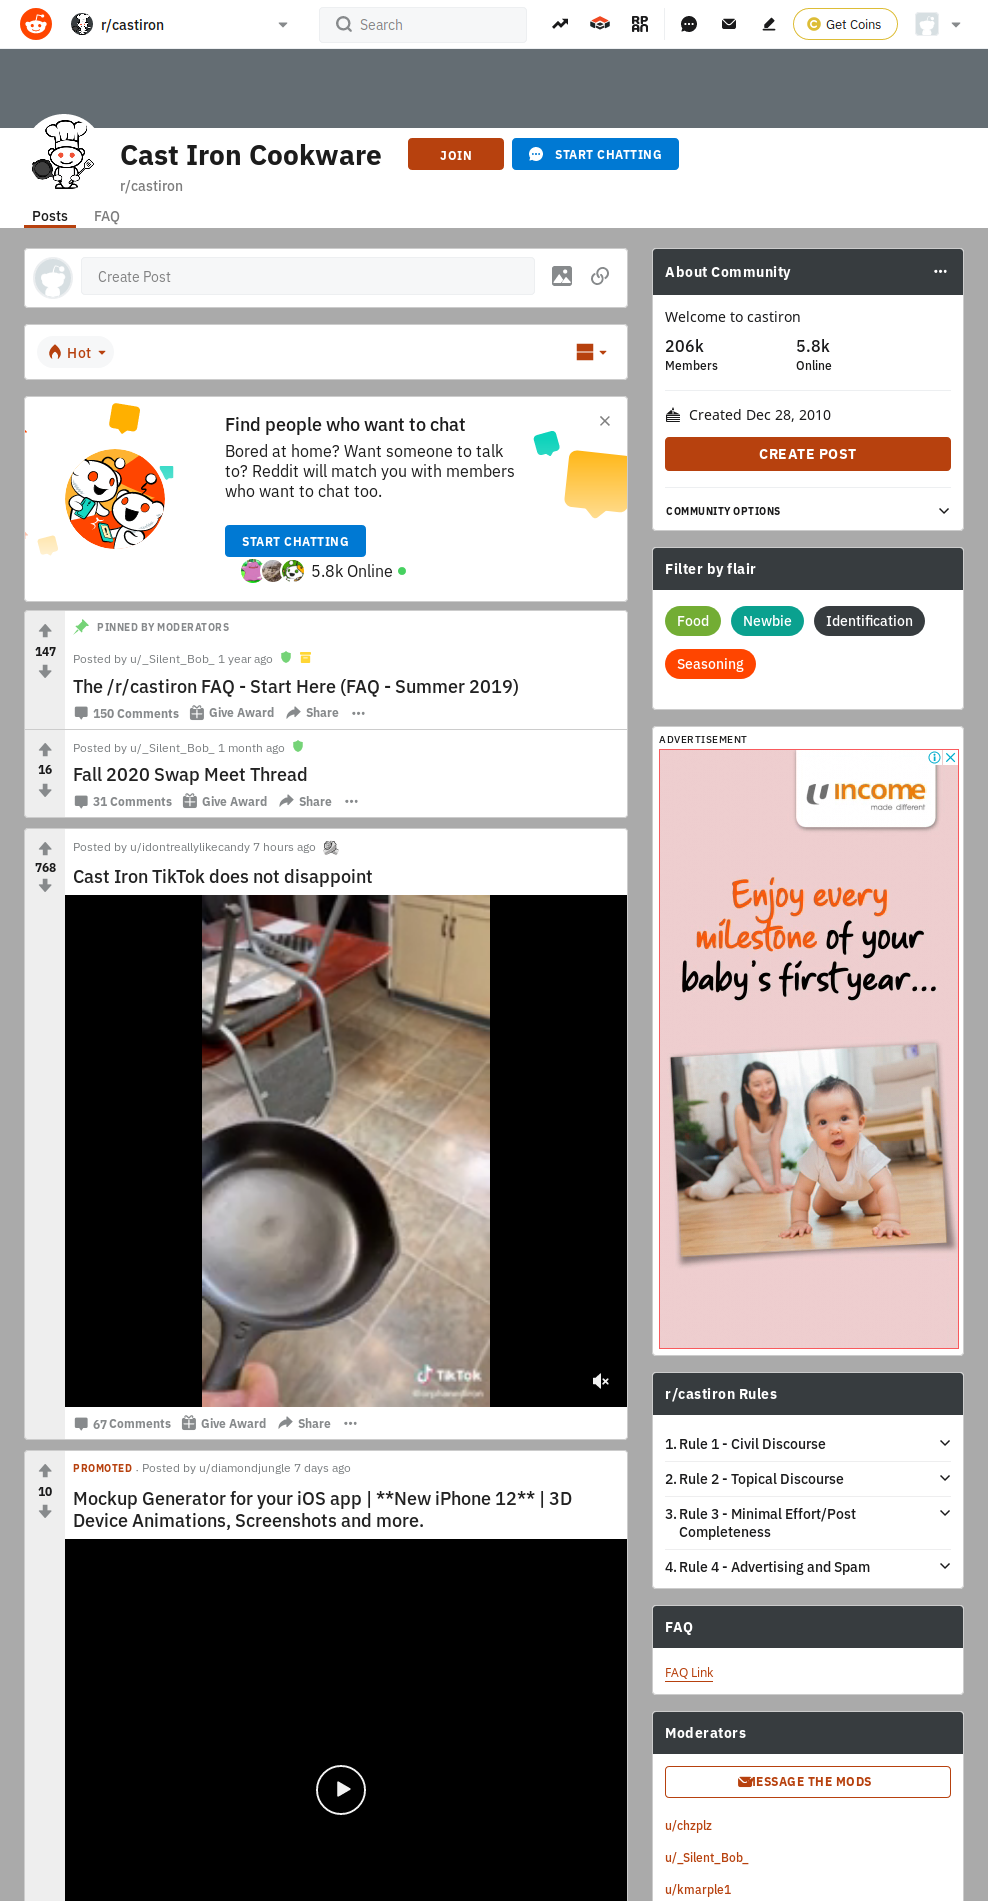 r/castiron
Search
Get Coins
Cast Iron Cookware
JOIN
START CHATTING
r/castiron
Posts
FAQ
Create Post
Hot
Find people who want to chat
Bored at home? Want someone to talk
to? Reddit will match you with members
who want to chat too.
START CHATTING
5.8k Online
PINNED BY MODERATORS
147
Posted by u/_Silent_Bob_ 1 year ago
The /r/castiron FAQ - Start Here (FAQ - Summer 2019)
150 Comments Give Award Share
Posted by u/_Silent_Bob_ 1 month ago
16
Fall 2020 Swap Meet Thread
31 Comments Give Award Share
Posted by u/idontreallylikecandy 7 hours ago
768
Cast Iron TikTok does not disappoint
TikTok
67 Comments Give Award Share
PROMOTED · Posted by u/diamondjungle 7 days ago
10
Mockup Generator for your iOS app | **New iPhone 12** | 3D
Device Animations, Screenshots and more.
About Community
Welcome to castiron
206k
Members
5.8k
Online
Created Dec 28, 2010
CREATE POST
COMMUNITY OPTIONS
Filter by flair
Food
Newbie
Identification
Seasoning
ADVERTISEMENT
income
made different
Enjoy every
milestone of your
baby's first year...
r/castiron Rules
1. Rule 1 - Civil Discourse
2. Rule 2 - Topical Discourse
3. Rule 3 - Minimal Effort/Post
Completeness
4. Rule 4 - Advertising and Spam
FAQ
FAQ Link
Moderators
MESSAGE THE MODS
u/chzplz
u/_Silent_Bob_
u/kmarple1